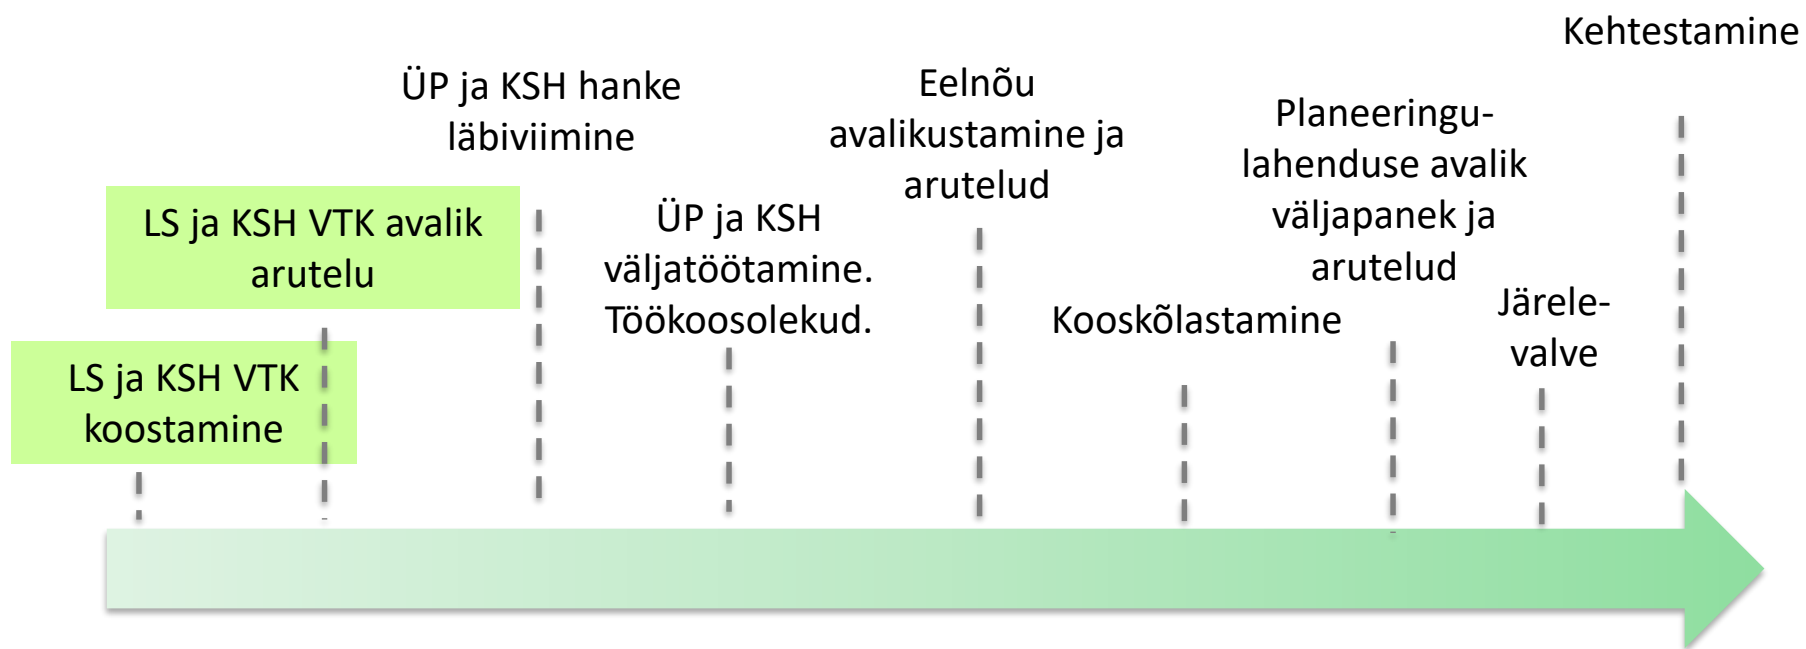 LS ja KSH VTK
koostamine
LS ja KSH VTK avalik
arutelu
ÜP ja KSH hanke
läbiviimine
ÜP ja KSH
väljatöötamine.
Töökoosolekud.
Eelnõu
avalikustamine ja
arutelud
Kooskõlastamine
Planeeringu-
lahenduse avalik
väljapanek ja
arutelud
Järele-
valve
Kehtestamine